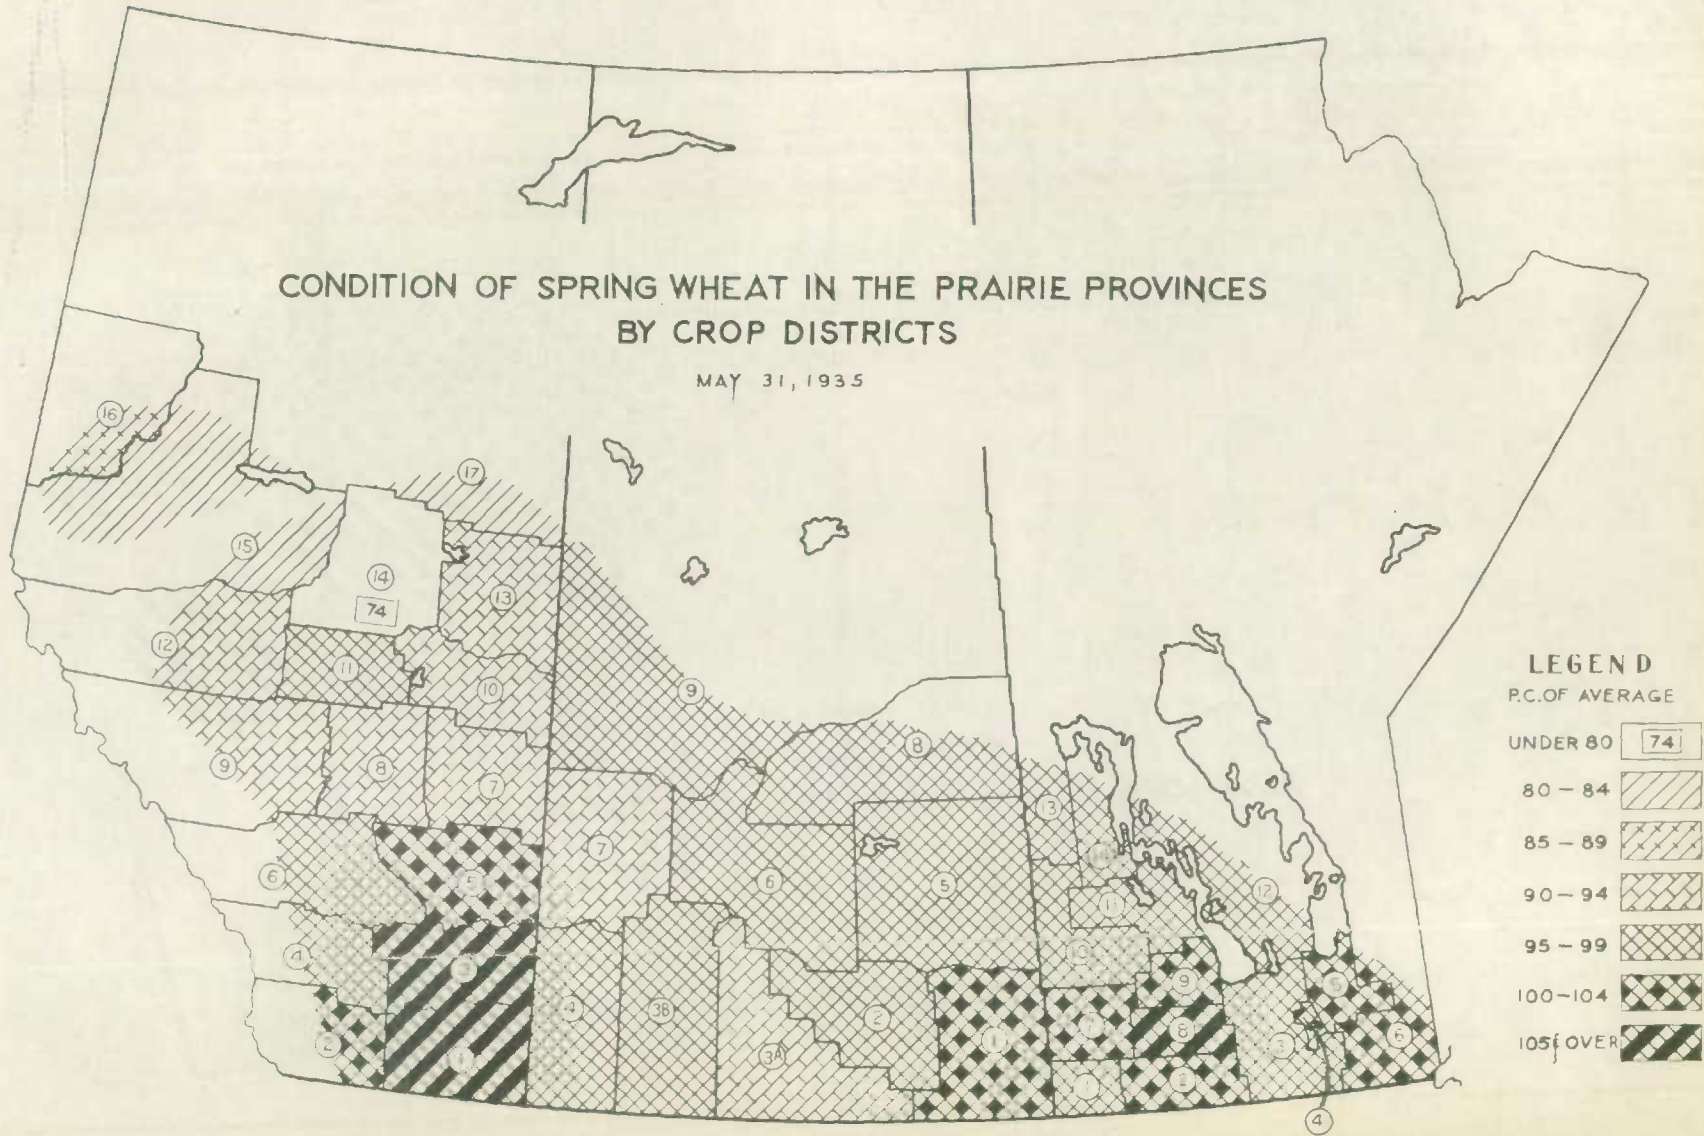 CONDITION OF SPRING WHEAT IN THE PRAIRIE PROVINCES
BY CROP DISTRICTS
MAY 31, 1935
16
17
15
14
74
13
12
11
10
9
9
8
8
7
13
7
6
5
6
5
12
11
10
4
3
4
3B
2
9
5
2
1
3A
1
7
8
3
6
1
2
4
LEGEND
P.C. OF AVERAGE
UNDER 80 74
80 – 84
85 – 89
90 – 94
95 – 99
100 – 104
105 & OVER